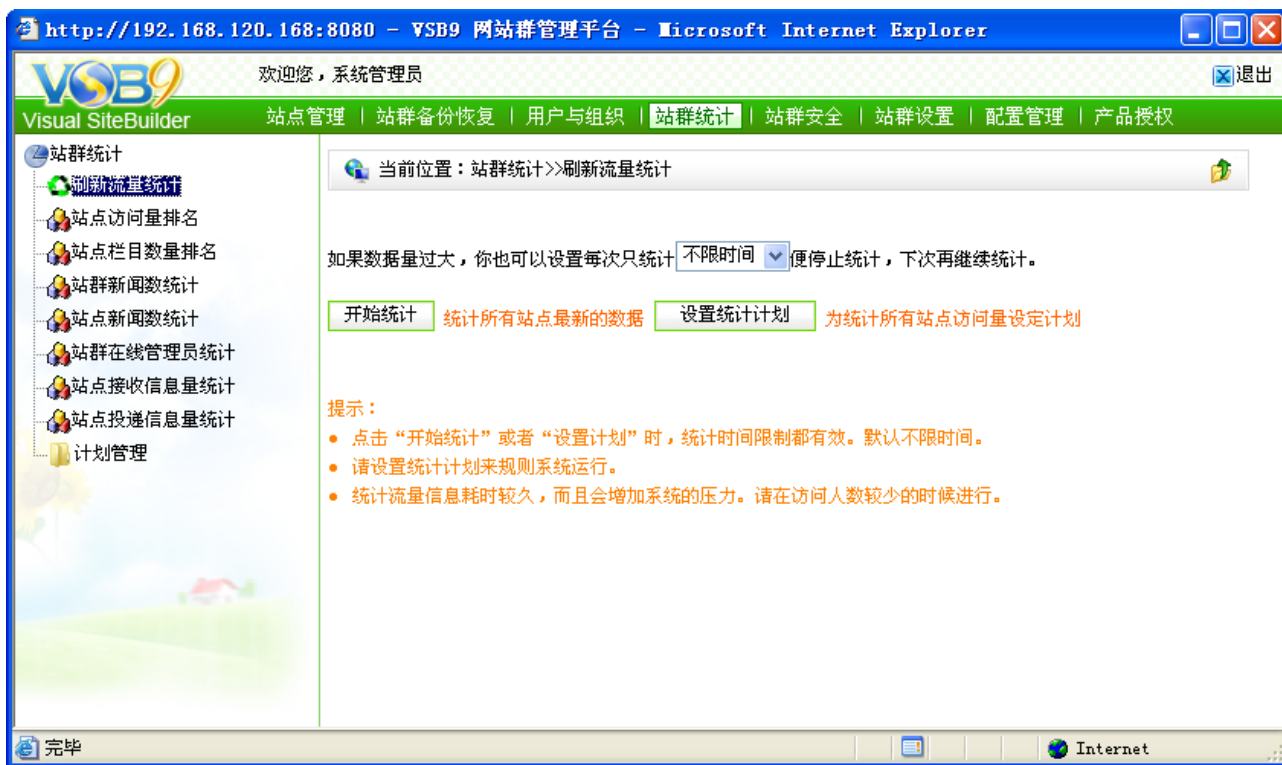 http://192.168.120.168:8080 - VSB9 网站群管理平台 - Microsoft Internet Explorer
VSB9
Visual SiteBuilder
欢迎您，系统管理员
退出
站点管理 | 站群备份恢复 | 用户与组织 | 站群统计 | 站群安全 | 站群设置 | 配置管理 | 产品授权
站群统计
刷新流量统计
站点访问量排名
站点栏目数量排名
站群新闻数统计
站点新闻数统计
站群在线管理员统计
站点接收信息量统计
站点投递信息量统计
计划管理
当前位置：站群统计>>刷新流量统计
如果数据量过大，你也可以设置每次只统计 不限时间 便停止统计，下次再继续统计。
开始统计 统计所有站点最新的数据 设置统计计划 为统计所有站点访问量设定计划
提示：
● 点击“开始统计”或者“设置计划”时，统计时间限制都有效。默认不限时间。
● 请设置统计计划来规则系统运行。
● 统计流量信息耗时较久，而且会增加系统的压力。请在访问人数较少的时候进行。
完毕
Internet